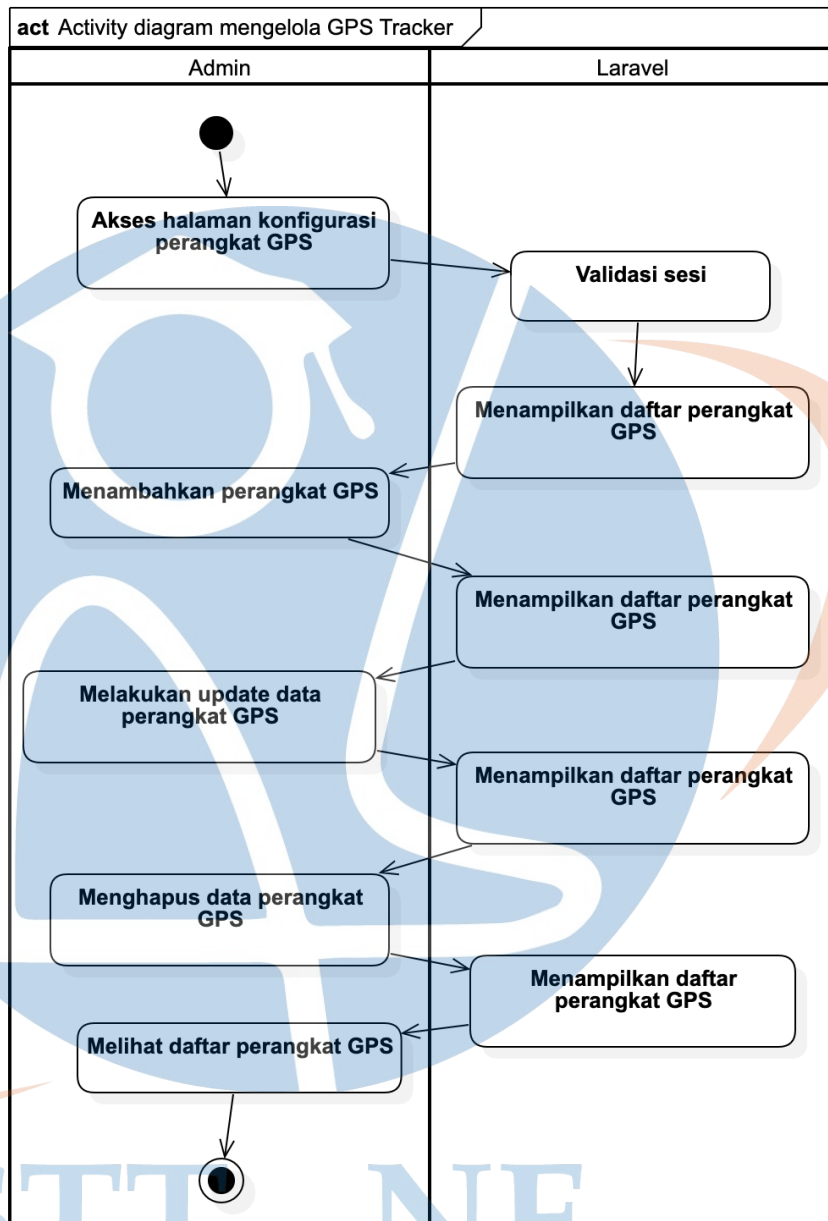 act Activity diagram mengelola GPS Tracker
Admin
Laravel
Akses halaman konfigurasi
perangkat GPS
Validasi sesi
Menampilkan daftar perangkat
GPS
Menambahkan perangkat GPS
Menampilkan daftar perangkat
GPS
Melakukan update data
perangkat GPS
Menampilkan daftar perangkat
GPS
Menghapus data perangkat
GPS
Menampilkan daftar
perangkat GPS
Melihat daftar perangkat GPS
STT NF